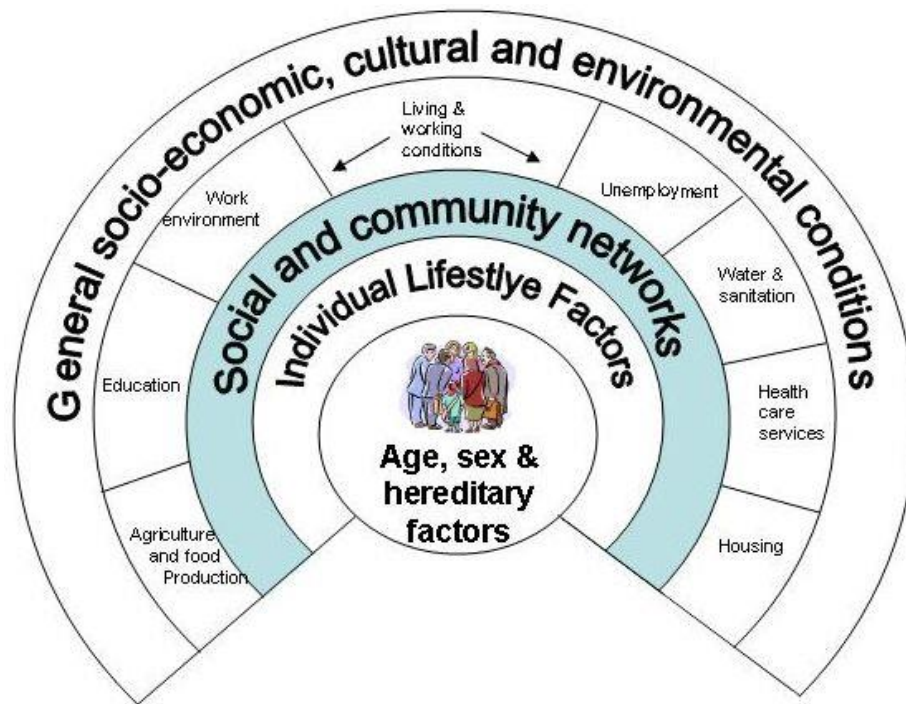 General socio-economic, cultural and environmental conditions
Living &
working
conditions
Work
environment
Unemployment
Water &
sanitation
Education
Health
care
services
Agriculture
and food
Production
Housing
Social and community networks
Individual Lifestlye Factors
Age, sex &
hereditary
factors